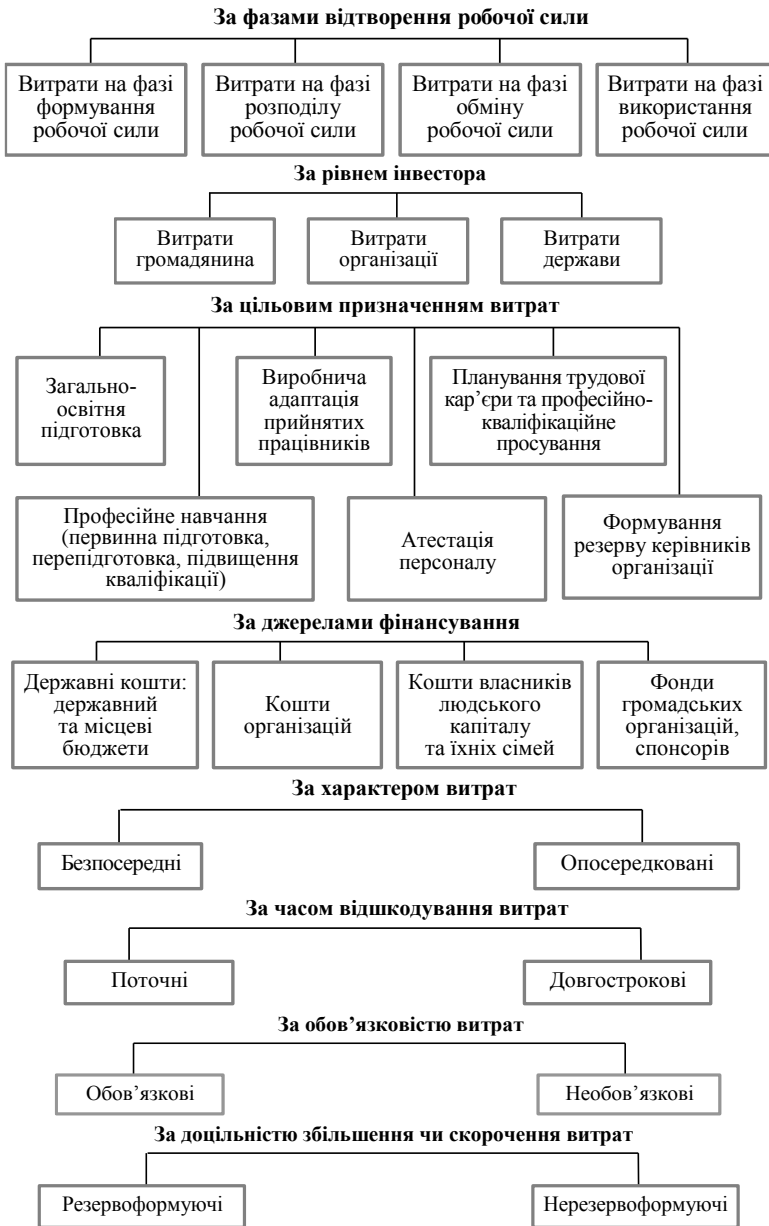 За фазами відтворення робочої сили
Витрати на фазі
формування
робочої сили
Витрати на фазі
розподілу
робочої сили
Витрати на фазі
обміну
робочої сили
Витрати на фазі
використання
робочої сили
За рівнем інвестора
Витрати
громадянина
Витрати
організації
Витрати
держави
За цільовим призначенням витрат
Загально-
освітня
підготовка
Виробнича
адаптація
прийнятих
працівників
Планування трудової
кар’єри та професійно-
кваліфікаційне
просування
Професійне навчання
(первинна підготовка,
перепідготовка, підвищення
кваліфікації)
Атестація
персоналу
Формування
резерву керівників
організації
За джерелами фінансування
Державні кошти:
державний
та місцеві
бюджети
Кошти
організацій
Кошти власників
людського
капіталу
та їхніх сімей
Фонди
громадських
організацій,
спонсорів
За характером витрат
Безпосередні
Опосередковані
За часом відшкодування витрат
Поточні
Довгострокові
За обов’язковістю витрат
Обов’язкові
Необов’язкові
За доцільністю збільшення чи скорочення витрат
Резервоформуючі
Нерезервоформуючі